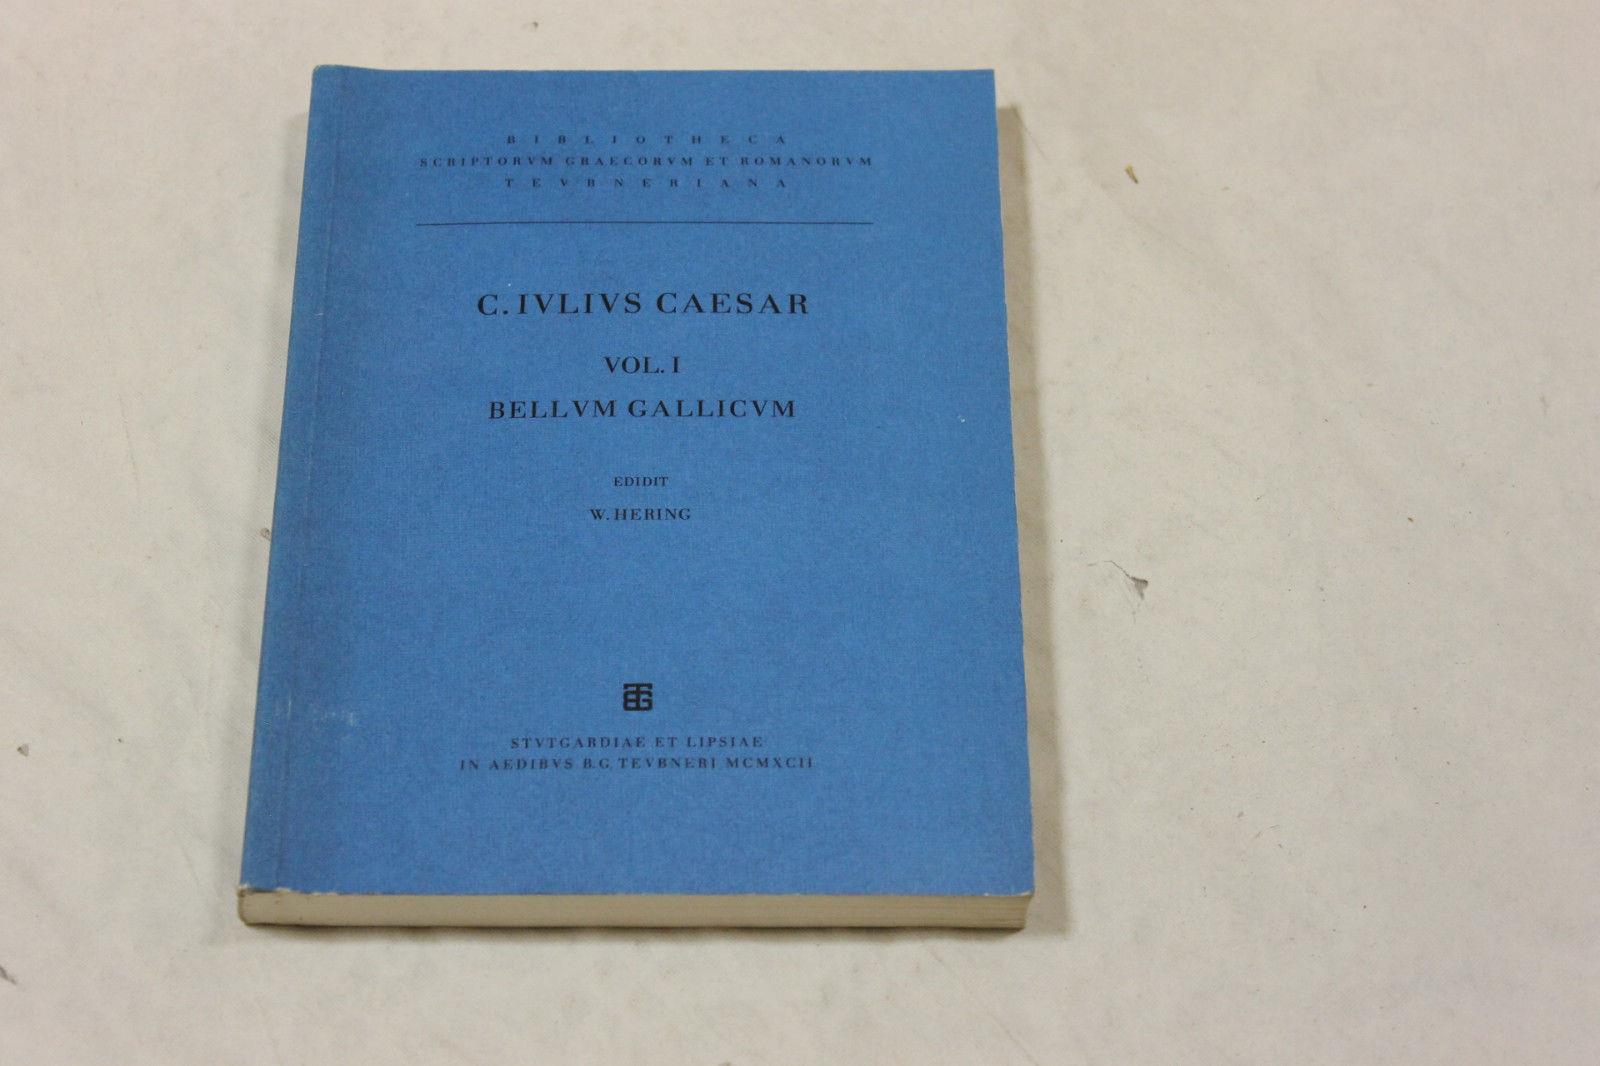 BIBLIOTHECA
SCRIPTORVM GRAECORVM ET ROMANORVM
TEVBNERIANA
C. IVLIVS CAESAR
VOL. I
BELLVM GALLICVM
EDIDIT
W. HERING
BTG
STVTGARDIAE ET LIPSIAE
IN AEDIBVS B. G. TEVBNERI MCMXCII